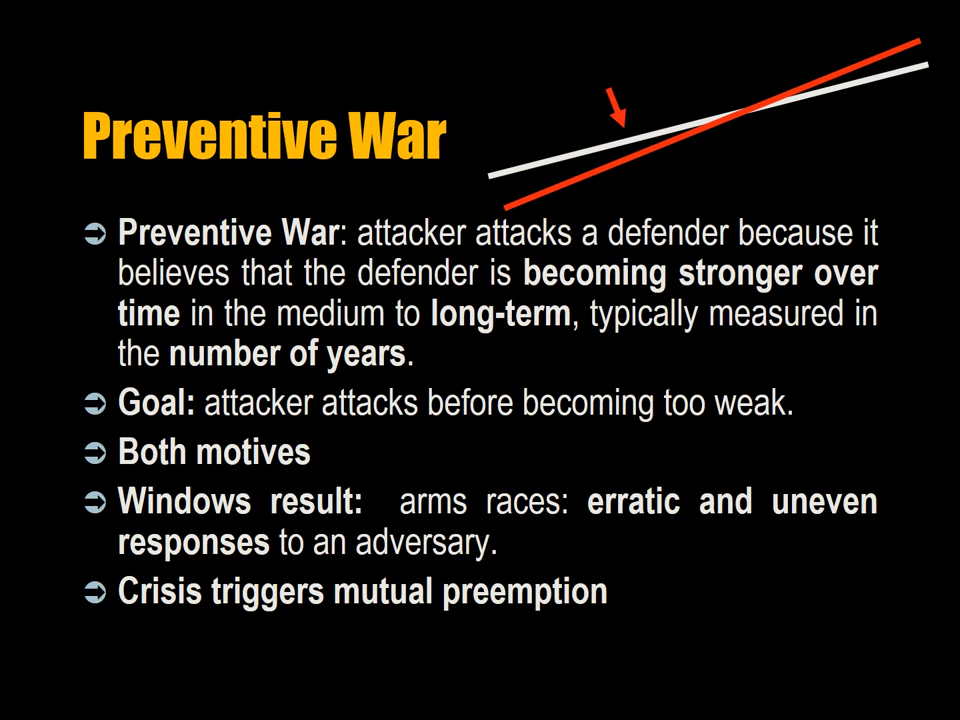 Preventive War
Preventive War: attacker attacks a defender because it
believes that the defender is becoming stronger over
time in the medium to long-term, typically measured in
the number of years.
Goal: attacker attacks before becoming too weak.
Both motives
Windows result: arms races: erratic and uneven
responses to an adversary.
Crisis triggers mutual preemption